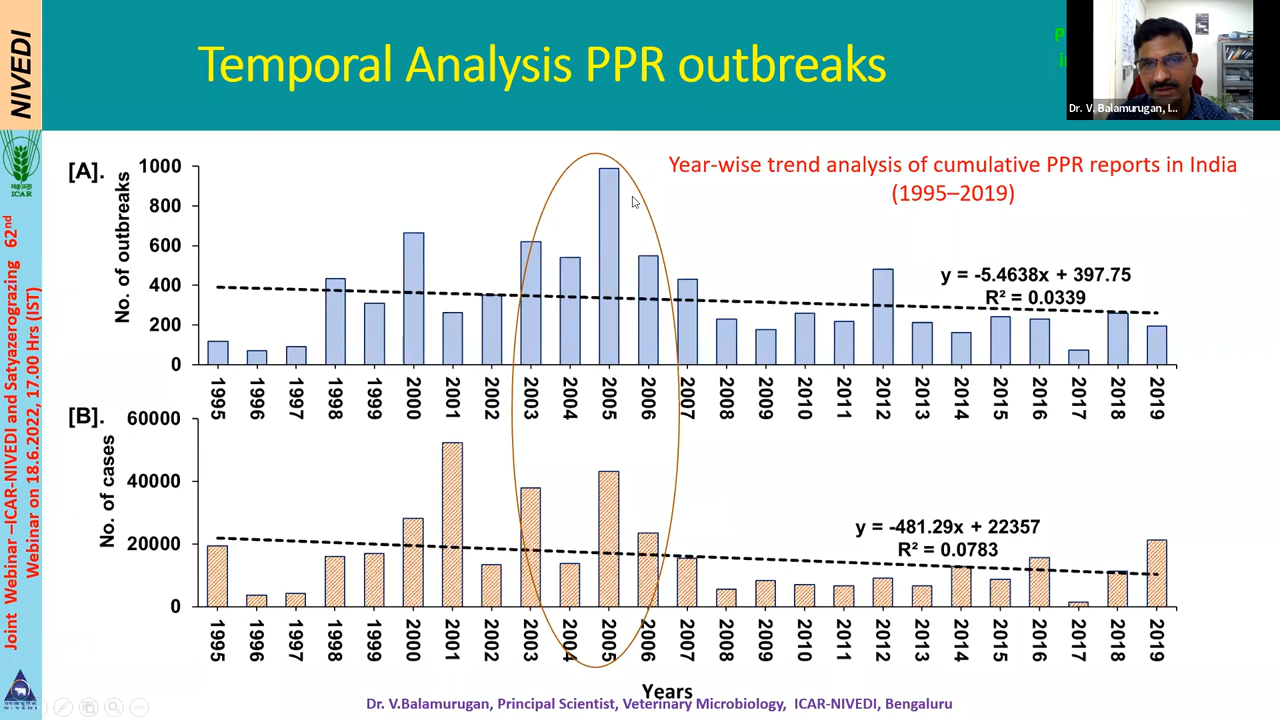 NIVEDI
Temporal Analysis PPR outbreaks
P
i
Dr. V. Balamurugan, I...
ICAR
Joint Webinar –ICAR-NIVEDI and Satyazerograzing 62nd
Webinar on 18.6.2022, 17.00 Hrs (IST)
N I V E D I
Year-wise trend analysis of cumulative PPR reports in India
(1995–2019)
[A].
No. of outbreaks
1000
800
600
400
200
0
y = -5.4638x + 397.75
R² = 0.0339
1995 1996 1997 1998 1999 2000 2001 2002 2003 2004 2005 2006 2007 2008 2009 2010 2011 2012 2013 2014 2015 2016 2017 2018 2019
[B].
No. of cases
60000
40000
20000
0
y = -481.29x + 22357
R² = 0.0783
1995 1996 1997 1998 1999 2000 2001 2002 2003 2004 2005 2006 2007 2008 2009 2010 2011 2012 2013 2014 2015 2016 2017 2018 2019
Years
Dr. V.Balamurugan, Principal Scientist, Veterinary Microbiology, ICAR-NIVEDI, Bengaluru